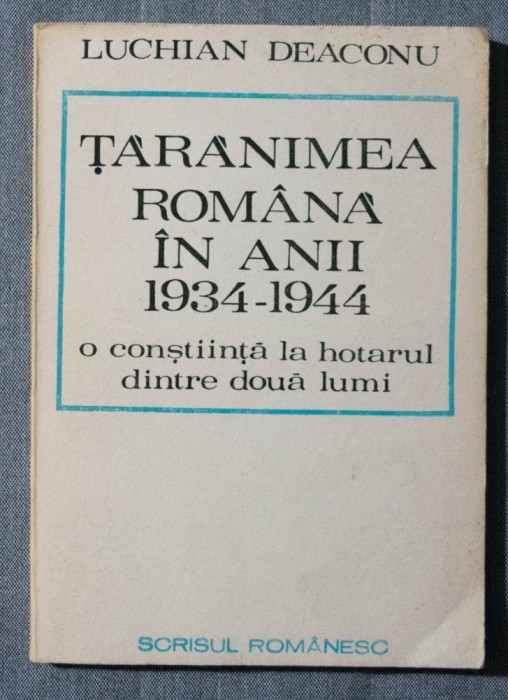 LUCHIAN DEACONU
ȚĂRĂNIMEA
ROMÂNĂ
ÎN ANII
1934-1944
o conștiință la hotarul
dintre două lumi
SCRISUL ROMÂNESC